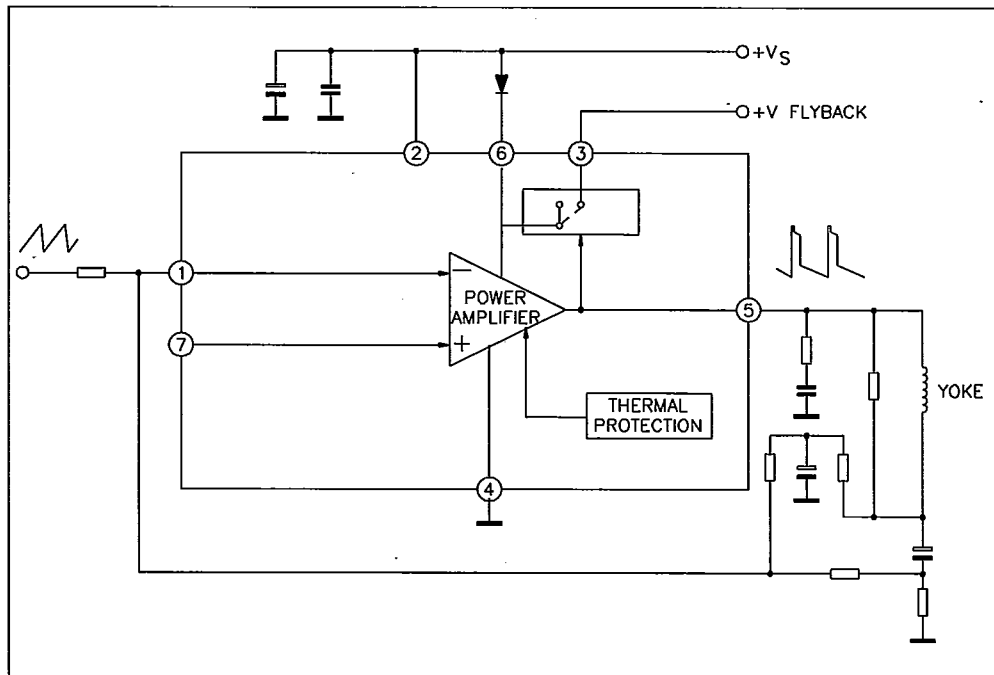 +VS
+V FLYBACK
2
6
3
1
7
−
POWER
AMPLIFIER
+
5
YOKE
THERMAL
PROTECTION
4